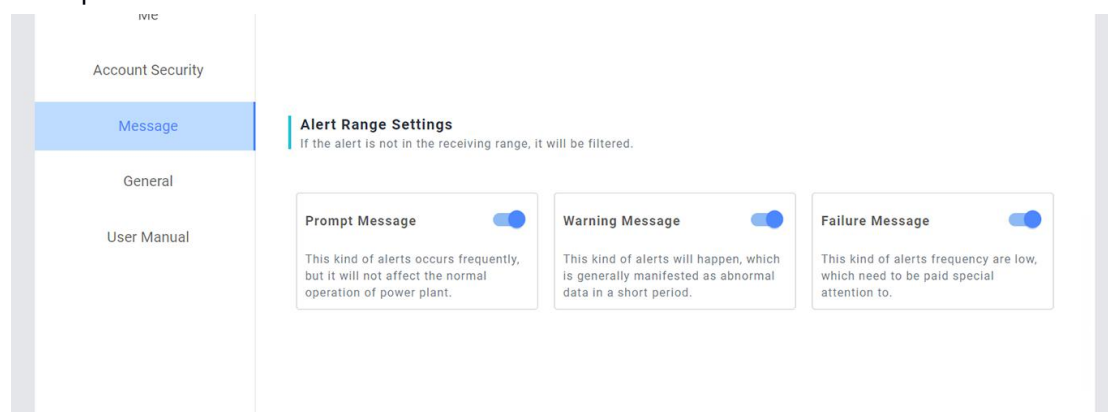 Me
Account Security
Message
General
User Manual
Alert Range Settings
If the alert is not in the receiving range, it will be filtered.
Prompt Message
This kind of alerts occurs frequently,
but it will not affect the normal
operation of power plant.
Warning Message
This kind of alerts will happen, which
is generally manifested as abnormal
data in a short period.
Failure Message
This kind of alerts frequency are low,
which need to be paid special
attention to.